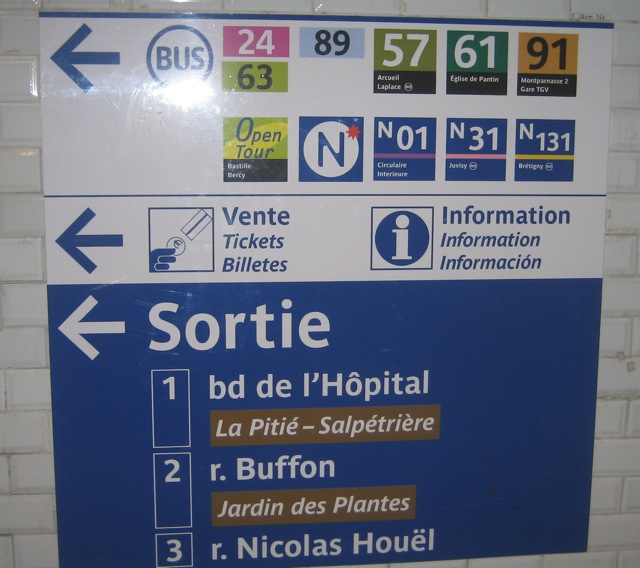 BUS 24 89 57 61 91
63
Arcueil Laplace Église de Pantin Montparnasse 2 Gare TGV
Open Tour N N01 N31 N131
Bastille Bercy Circulaire Interieure Juvisy Brétigny
Vente Information
Tickets Information
Billetes Información
Sortie
1 bd de l'Hôpital
La Pitié – Salpétrière
2 r. Buffon
Jardin des Plantes
3 r. Nicolas Houël